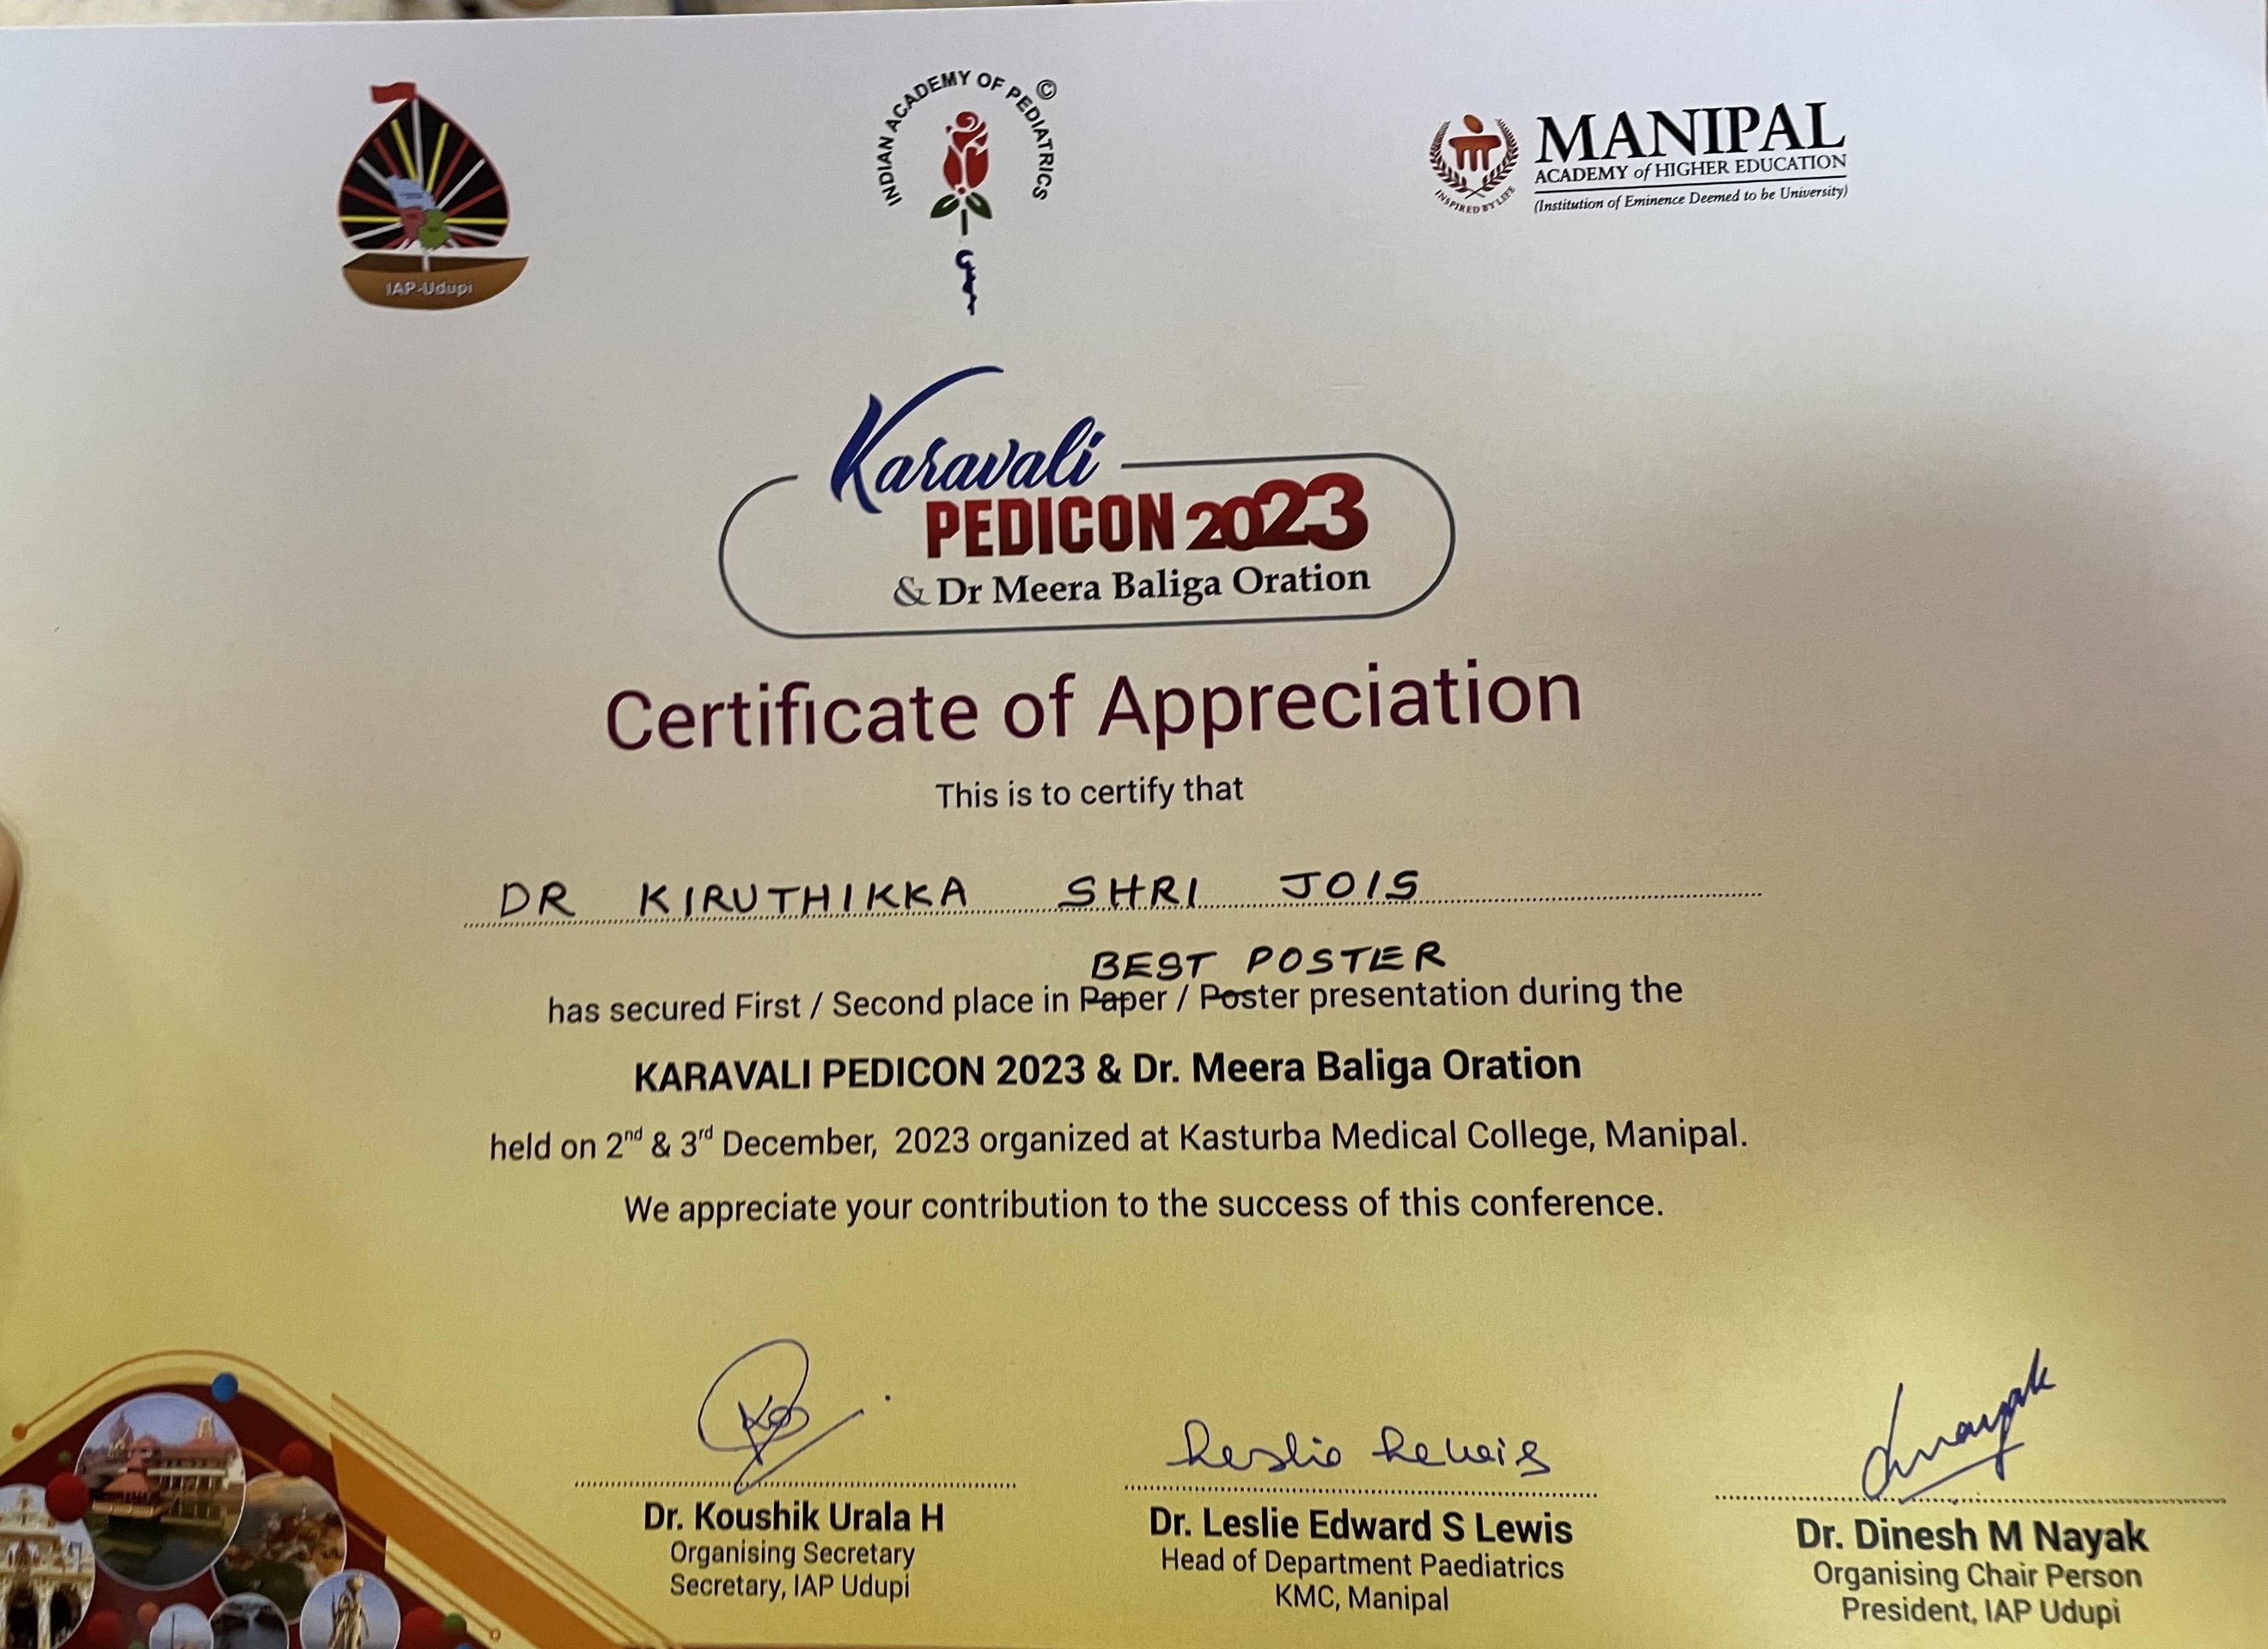 IAP-Udupi
INDIAN ACADEMY OF PEDIATRICS ©
MANIPAL
ACADEMY of HIGHER EDUCATION
(Institution of Eminence Deemed to be University)
INSPIRED BY LIFE
Karavali
PEDICON 2023
& Dr Meera Baliga Oration
Certificate of Appreciation
This is to certify that
DR KIRUTHIKKA SHRI JOIS
BEST POSTER
has secured First / Second place in Paper / Poster presentation during the
KARAVALI PEDICON 2023 & Dr. Meera Baliga Oration
held on 2nd & 3rd December, 2023 organized at Kasturba Medical College, Manipal.
We appreciate your contribution to the success of this conference.
Leslie Lewis
Dr. Koushik Urala H
Organising Secretary
Secretary, IAP Udupi
Dr. Leslie Edward S Lewis
Head of Department Paediatrics
KMC, Manipal
Dr. Dinesh M Nayak
Organising Chair Person
President, IAP Udupi